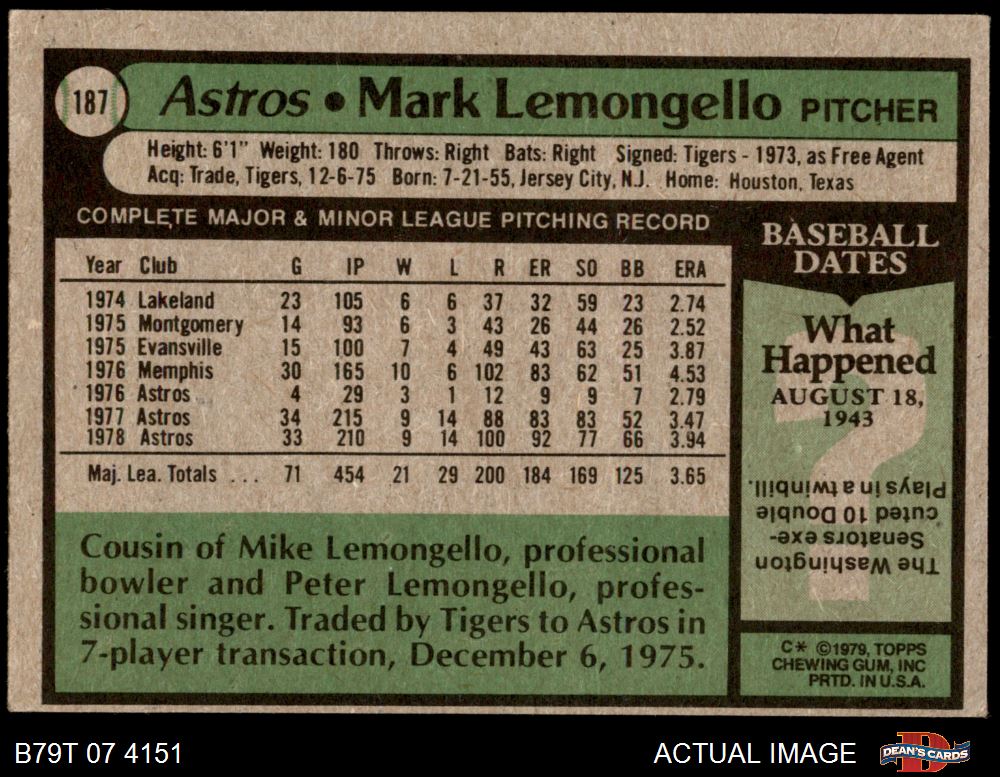 187
Astros • Mark Lemongello PITCHER
Height: 6'1" Weight: 180 Throws: Right Bats: Right Signed: Tigers - 1973, as Free Agent
Acq: Trade, Tigers, 12-6-75 Born: 7-21-55, Jersey City, N.J. Home: Houston, Texas
COMPLETE MAJOR & MINOR LEAGUE PITCHING RECORD
Year Club G IP W L R ER SO BB ERA
1974 Lakeland 23 105 6 6 37 32 59 23 2.74
1975 Montgomery 14 93 6 3 43 26 44 26 2.52
1975 Evansville 15 100 7 4 49 43 63 25 3.87
1976 Memphis 30 165 10 6 102 83 62 51 4.53
1976 Astros 4 29 3 1 12 9 9 7 2.79
1977 Astros 34 215 9 14 88 83 83 52 3.47
1978 Astros 33 210 9 14 100 92 77 66 3.94
Maj. Lea. Totals ... 71 454 21 29 200 184 169 125 3.65
Cousin of Mike Lemongello, professional
bowler and Peter Lemongello, profes-
sional singer. Traded by Tigers to Astros in
7-player transaction, December 6, 1975.
BASEBALL
DATES
What
Happened
AUGUST 18,
1943
The Washington
Senators exe-
cuted 10 Double
Plays in a twinbill.
C* ©1979, TOPPS
CHEWING GUM, INC
PRTD. IN U.S.A.
B79T 07 4151
ACTUAL IMAGE
DEAN'S CARDS